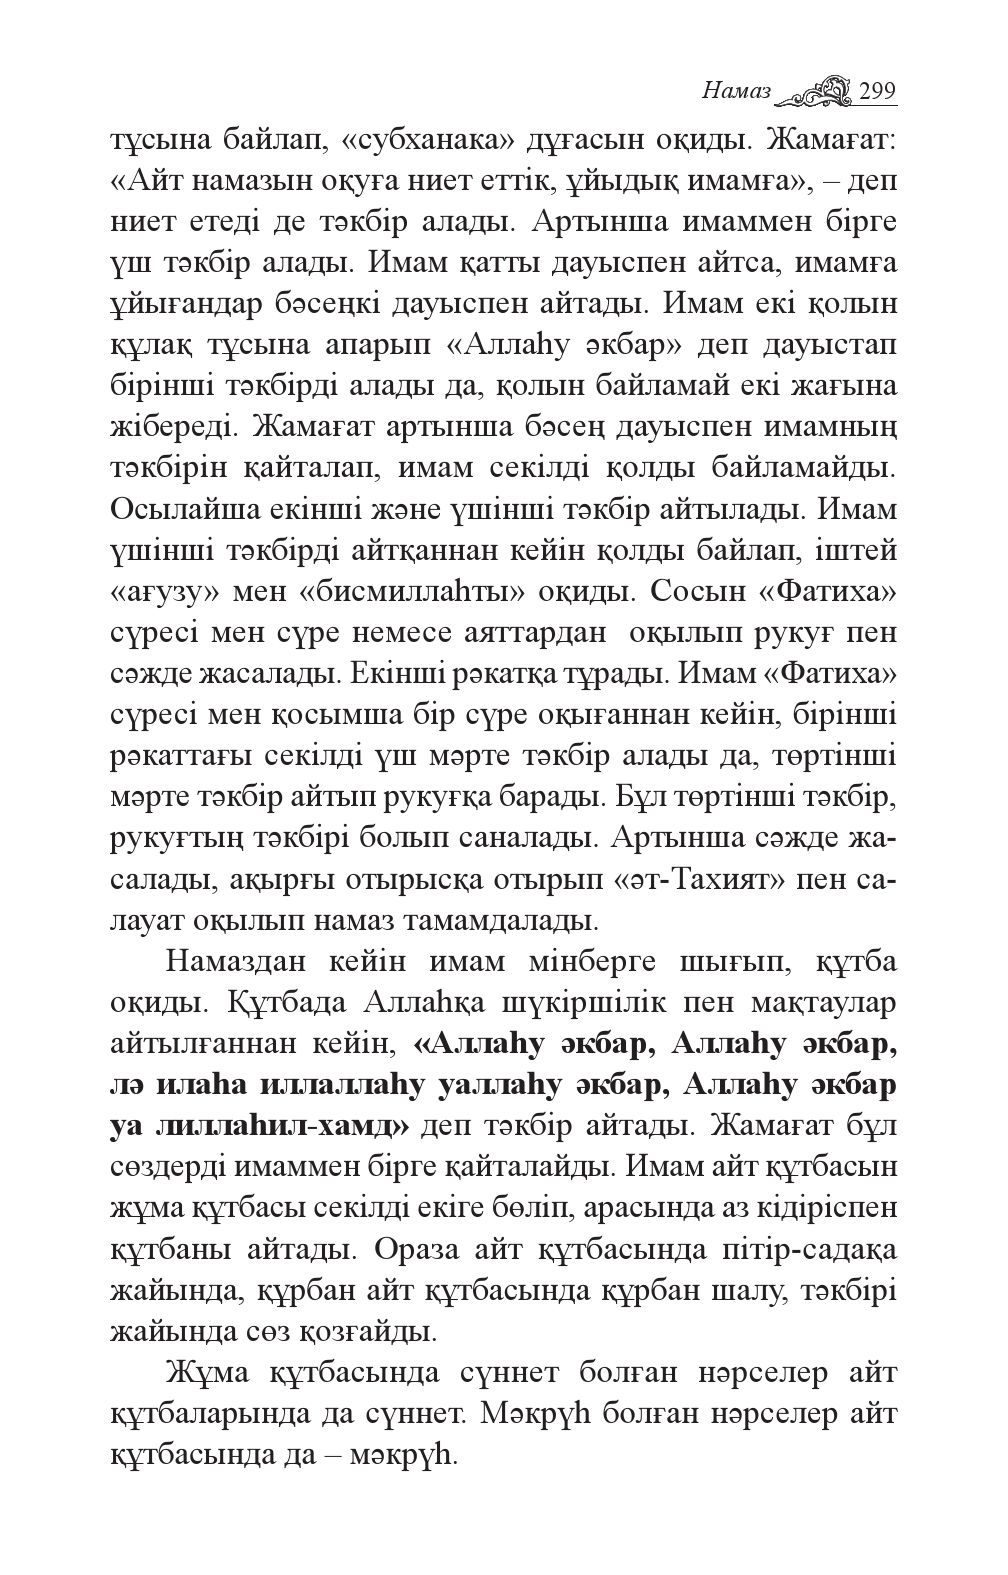 Намаз 299
тұсына байлап, «субханака» дұғасын оқиды. Жамағат:
«Айт намазын оқуға ниет еттік, ұйыдық имамға», – деп
ниет етеді де тәкбір алады. Артынша имаммен бірге
үш тәкбір алады. Имам қатты дауыспен айтса, имамға
ұйығандар бәсеңкі дауыспен айтады. Имам екі қолын
құлақ тұсына апарып «Аллаһу әкбар» деп дауыстап
бірінші тәкбірді алады да, қолын байламай екі жағына
жібереді. Жамағат артынша бәсең дауыспен имамның
тәкбірін қайталап, имам секілді қолды байламайды.
Осылайша екінші және үшінші тәкбір айтылады. Имам
үшінші тәкбірді айтқаннан кейін қолды байлап, іштей
«ағузу» мен «бисмиллаһты» оқиды. Сосын «Фатиха»
сүресі мен сүре немесе аяттардан оқылып рукуғ пен
сәжде жасалады. Екінші рәкатқа тұрады. Имам «Фатиха»
сүресі мен қосымша бір сүре оқығаннан кейін, бірінші
рәкаттағы секілді үш мәрте тәкбір алады да, төртінші
мәрте тәкбір айтып рукуғқа барады. Бұл төртінші тәкбір,
рукуғтың тәкбірі болып саналады. Артынша сәжде жа-
салады, ақырғы отырысқа отырып «әт-Тахият» пен са-
лауат оқылып намаз тамамдалады.
Намаздан кейін имам мінберге шығып, құтба
оқиды. Құтбада Аллаһқа шүкіршілік пен мақтаулар
айтылғаннан кейін, «Аллаһу әкбар, Аллаһу әкбар,
лә илаһа иллаллаһу уаллаһу әкбар, Аллаһу әкбар
уа лиллаһил-хамд» деп тәкбір айтады. Жамағат бұл
сөздерді имаммен бірге қайталайды. Имам айт құтбасын
жұма құтбасы секілді екіге бөліп, арасында аз кідіріспен
құтбаны айтады. Ораза айт құтбасында пітір-садақа
жайында, құрбан айт құтбасында құрбан шалу, тәкбірі
жайында сөз қозғайды.
Жұма құтбасында сүннет болған нәрселер айт
құтбаларында да сүннет. Мәкрүһ болған нәрселер айт
құтбасында да – мәкрүһ.